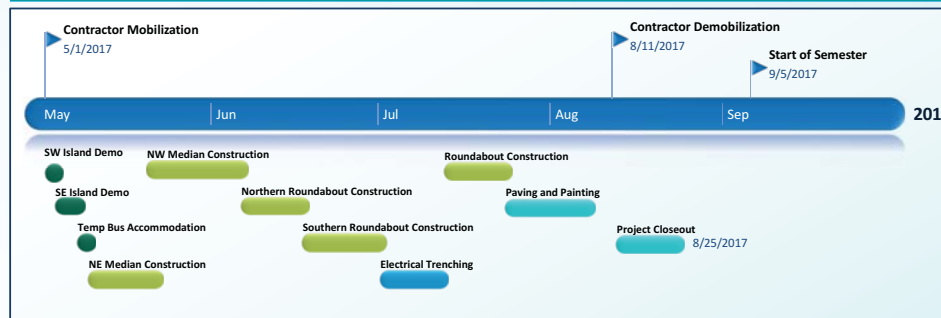 Contractor Mobilization
5/1/2017
Contractor Demobilization
8/11/2017
Start of Semester
9/5/2017
May
Jun
Jul
Aug
Sep
201
SW Island Demo
NW Median Construction
Roundabout Construction
SE Island Demo
Northern Roundabout Construction
Paving and Painting
Temp Bus Accommodation
Southern Roundabout Construction
Project Closeout
8/25/2017
NE Median Construction
Electrical Trenching